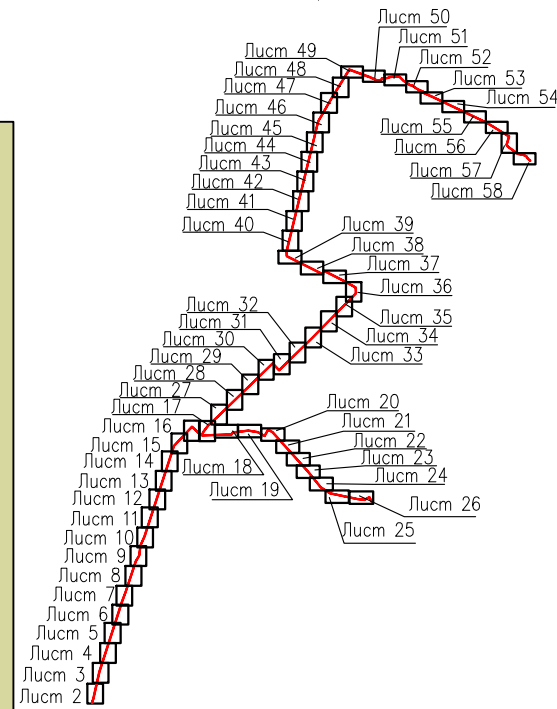 Лист 50
Лист 51
Лист 49
Лист 52
Лист 48
Лист 53
Лист 47
Лист 54
Лист 46
Лист 55
Лист 45
Лист 56
Лист 44
Лист 43
Лист 57
Лист 42
Лист 58
Лист 41
Лист 40
Лист 39
Лист 38
Лист 37
Лист 36
Лист 35
Лист 32
Лист 34
Лист 31
Лист 33
Лист 30
Лист 29
Лист 28
Лист 27
Лист 17
Лист 20
Лист 16
Лист 21
Лист 15
Лист 22
Лист 14
Лист 18
Лист 23
Лист 13
Лист 24
Лист 19
Лист 12
Лист 26
Лист 11
Лист 25
Лист 10
Лист 9
Лист 8
Лист 7
Лист 6
Лист 5
Лист 4
Лист 3
Лист 2